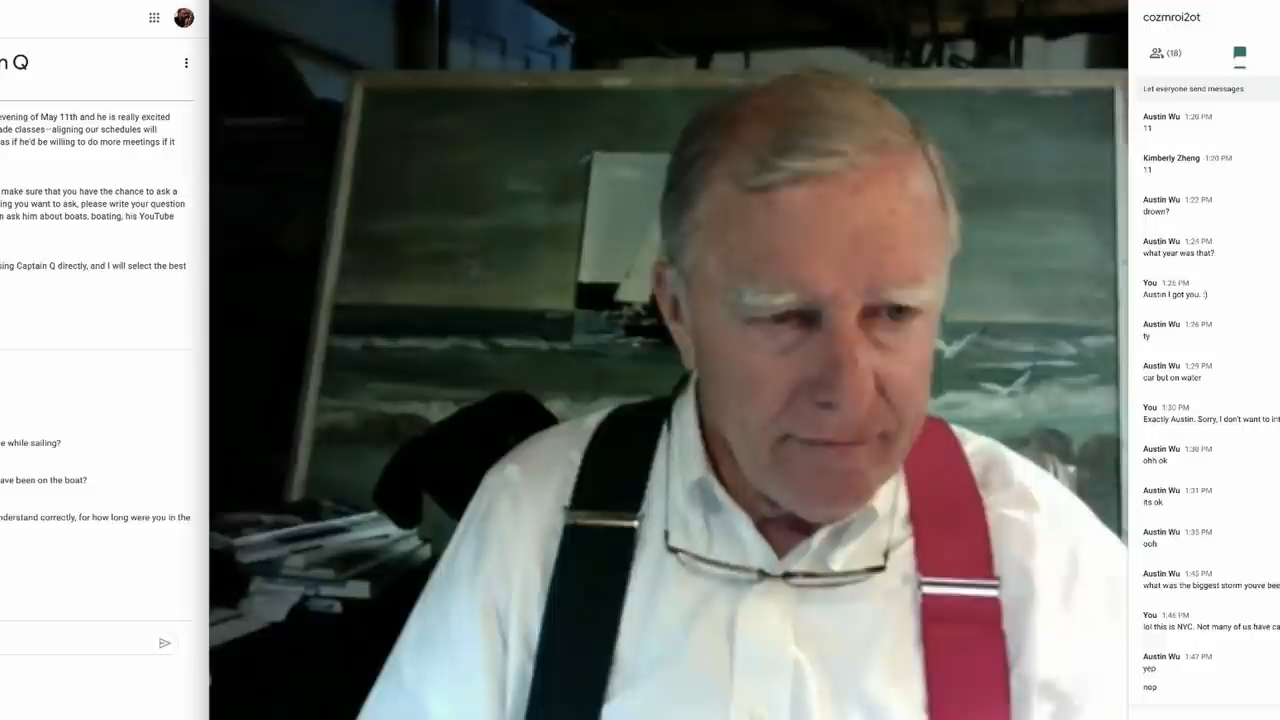 n Q
evening of May 11th and he is really excited
ade classes—aligning our schedules will
as if he'd be willing to do more meetings if it
make sure that you have the chance to ask a
ing you want to ask, please write your question
n ask him about boats, boating, his YouTube
sing Captain Q directly, and I will select the best
e while sailing?
ave been on the boat?
nderstand correctly, for how long were you in the
cozmroi2ot
(18)
Let everyone send messages
Austin Wu 1:20 PM
11
Kimberly Zheng 1:20 PM
11
Austin Wu 1:22 PM
drown?
Austin Wu 1:24 PM
what year was that?
You 1:26 PM
Austin I got you. :)
Austin Wu 1:26 PM
ty
Austin Wu 1:29 PM
car but on water
You 1:30 PM
Exactly Austin. Sorry, I don't want to int
Austin Wu 1:30 PM
ohh ok
Austin Wu 1:31 PM
its ok
Austin Wu 1:35 PM
ooh
Austin Wu 1:45 PM
what was the biggest storm youve bee
You 1:46 PM
lol this is NYC. Not many of us have ca
Austin Wu 1:47 PM
yep
nop